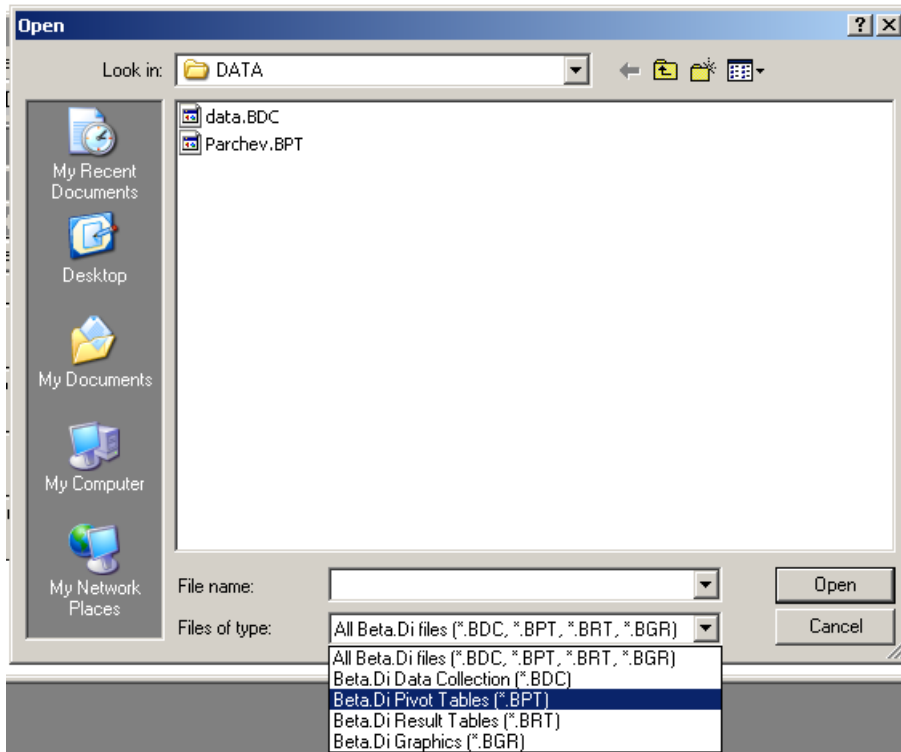 Open
Look in:
DATA
data.BDC
Parchev.BPT
My Recent
Documents
Desktop
My Documents
My Computer
My Network
Places
File name:
Open
Files of type:
All Beta.Di files (*.BDC, *.BPT, *.BRT, *.BGR)
Cancel
All Beta.Di files (*.BDC, *.BPT, *.BRT, *.BGR)
Beta.Di Data Collection (*.BDC)
Beta.Di Pivot Tables (*.BPT)
Beta.Di Result Tables (*.BRT)
Beta.Di Graphics (*.BGR)